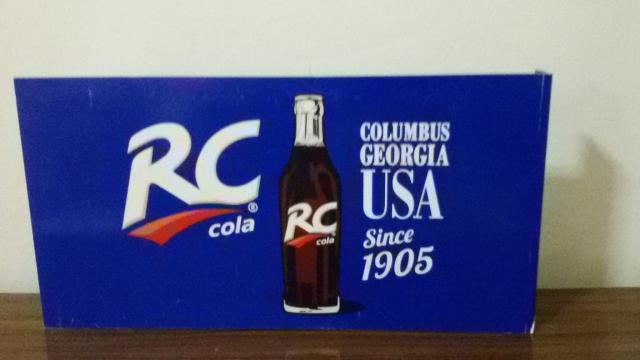 RC®
cola
RC
cola
COLUMBUS
GEORGIA
USA
Since
1905